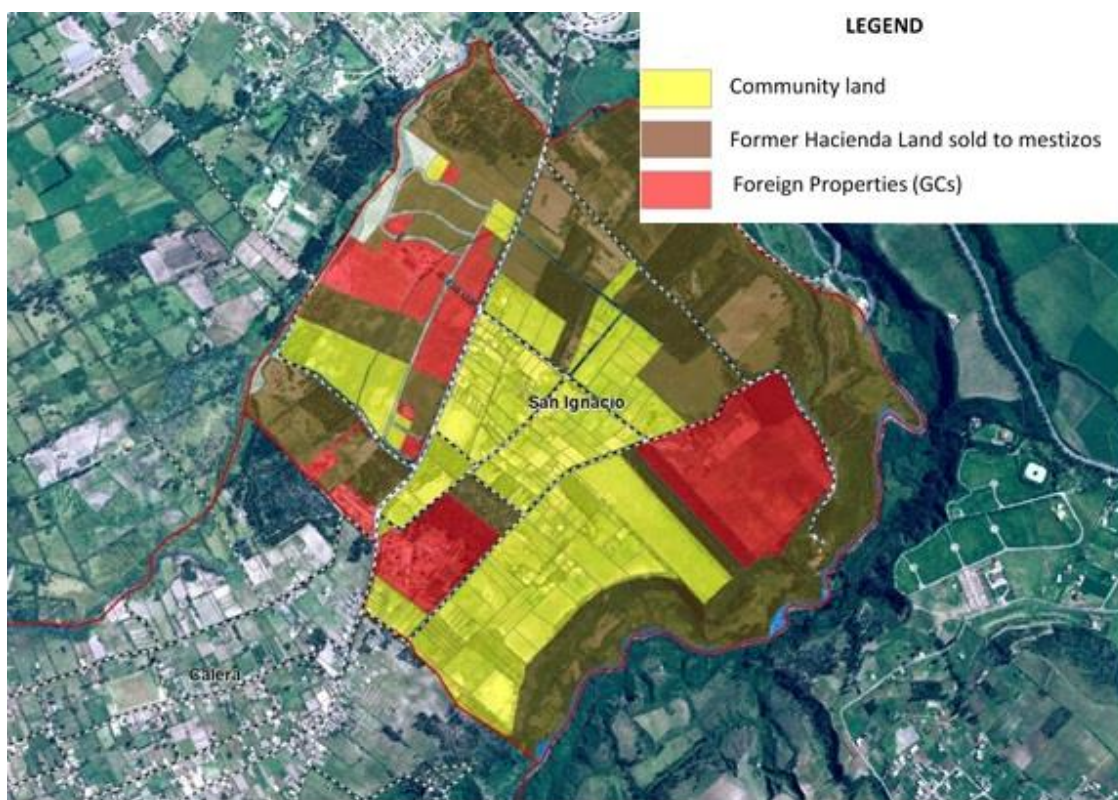 LEGEND
Community land
Former Hacienda Land sold to mestizos
Foreign Properties (GCs)
San Ignacio
Calera